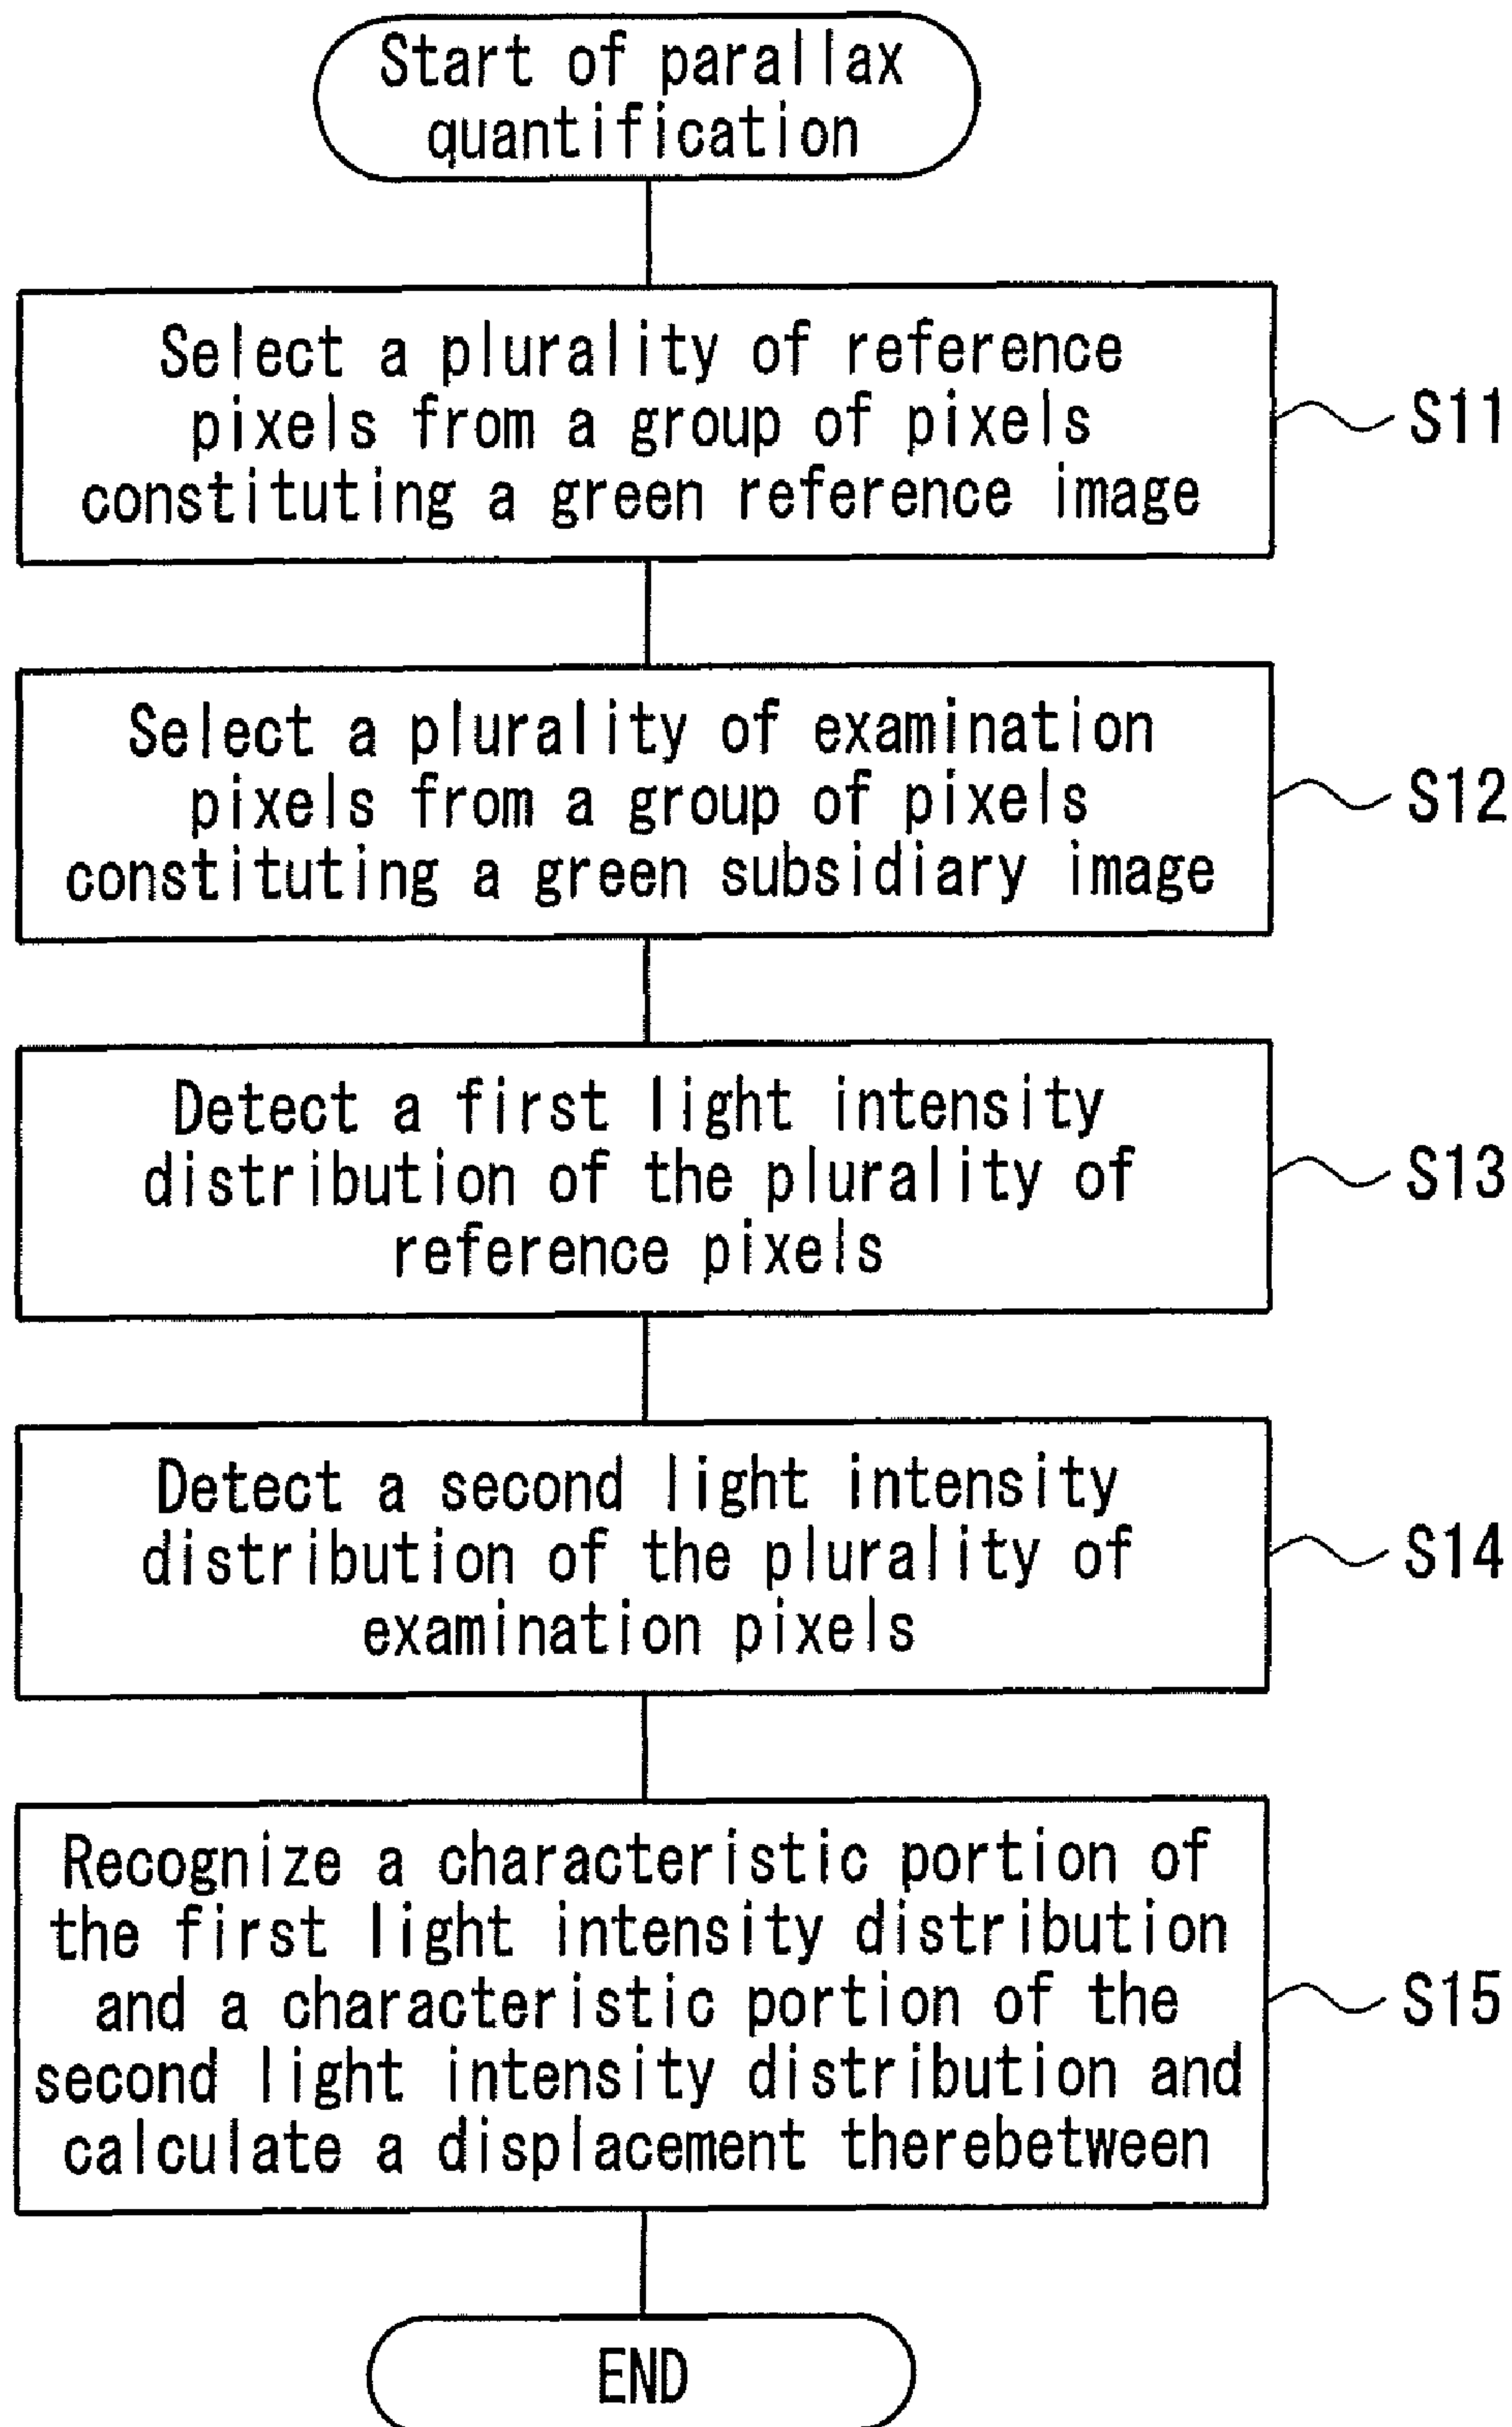 Start of parallax
quantification
Select a plurality of reference
pixels from a group of pixels
constituting a green reference image
S11
Select a plurality of examination
pixels from a group of pixels
constituting a green subsidiary image
S12
Detect a first light intensity
distribution of the plurality of
reference pixels
S13
Detect a second light intensity
distribution of the plurality of
examination pixels
S14
Recognize a characteristic portion of
the first light intensity distribution
and a characteristic portion of the
second light intensity distribution and
calculate a displacement therebetween
S15
END